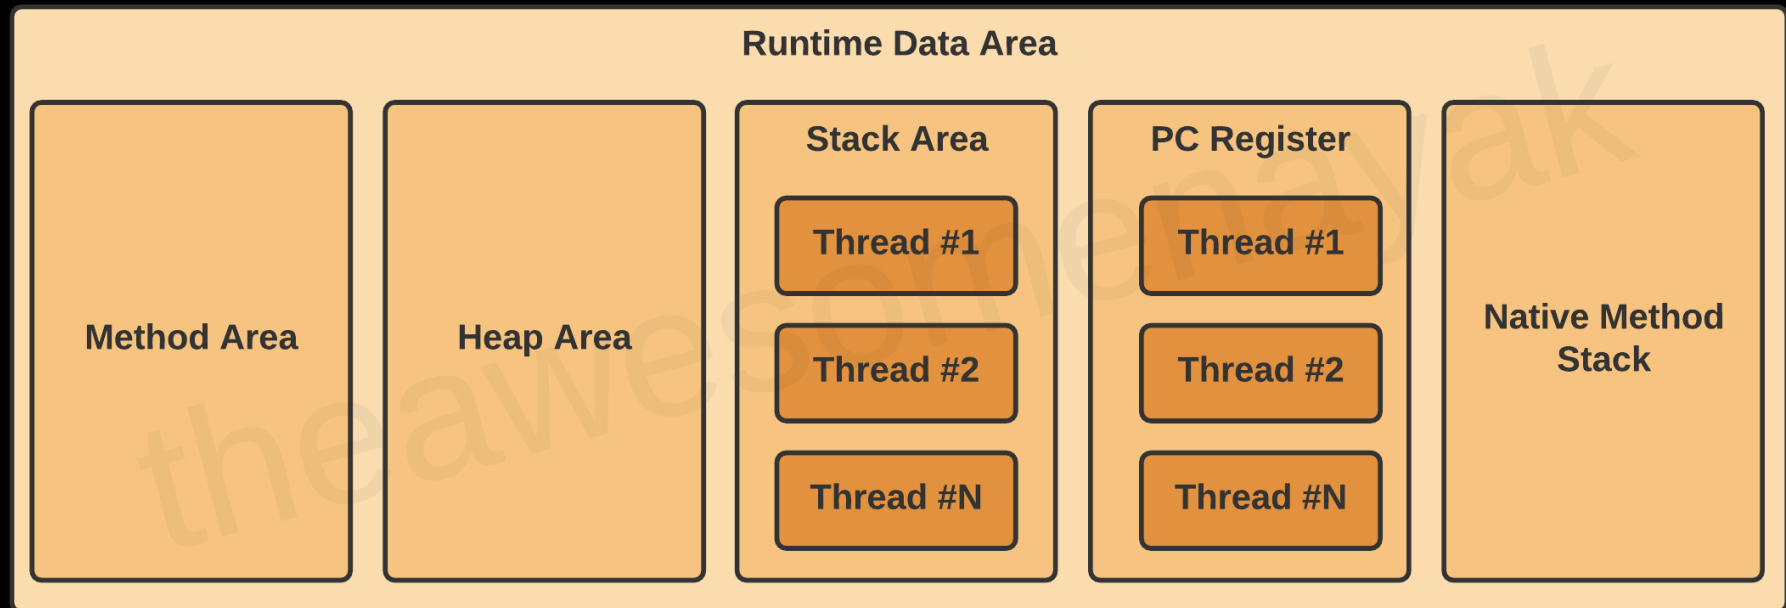 Runtime Data Area
Method Area
Heap Area
Stack Area
Thread #1
Thread #2
Thread #N
PC Register
Thread #1
Thread #2
Thread #N
Native Method
Stack
theawesomenayak